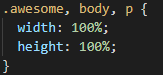 .awesome, body, p {
  width: 100%;
  height: 100%;
}